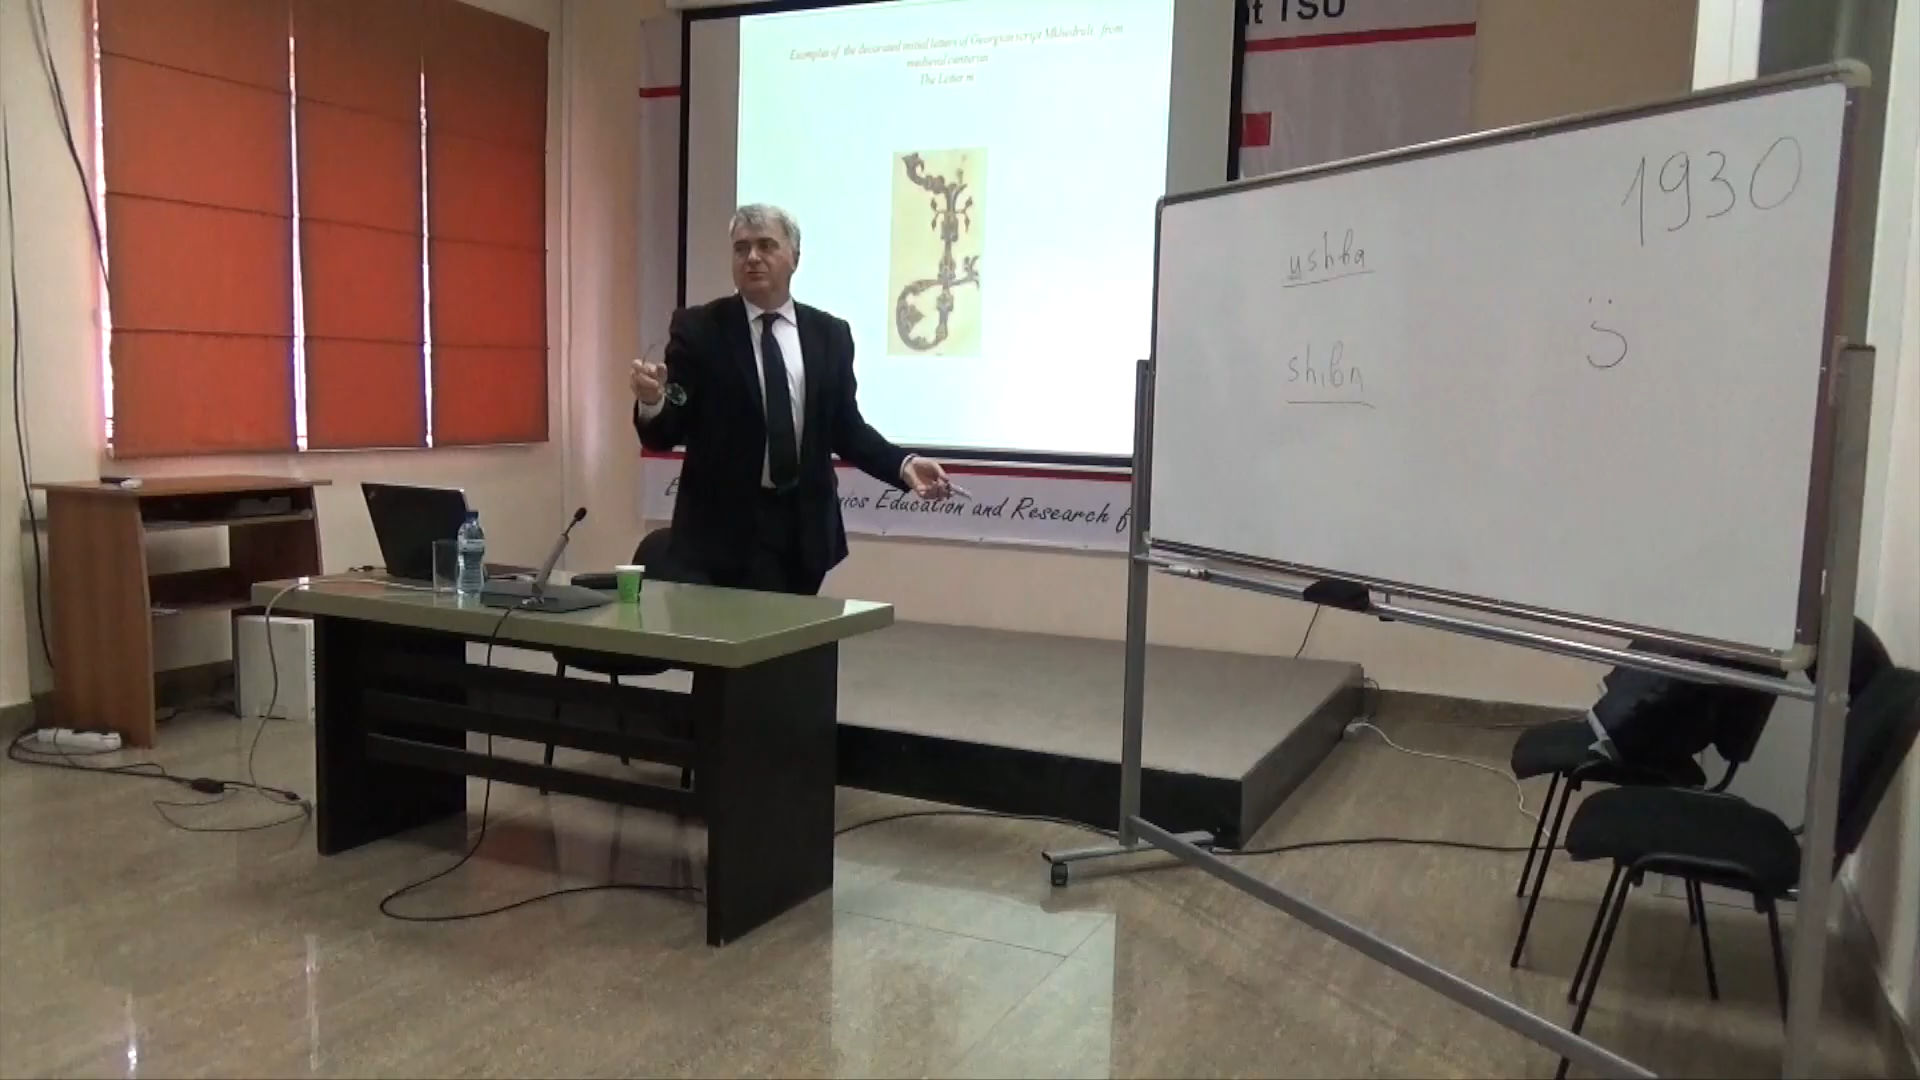 t TSU
Examples of the decorated initial letters of Georgian script Mkhedruli from
medieval centuries
The Letter m
1930
ushba
shiba
Education and Research f